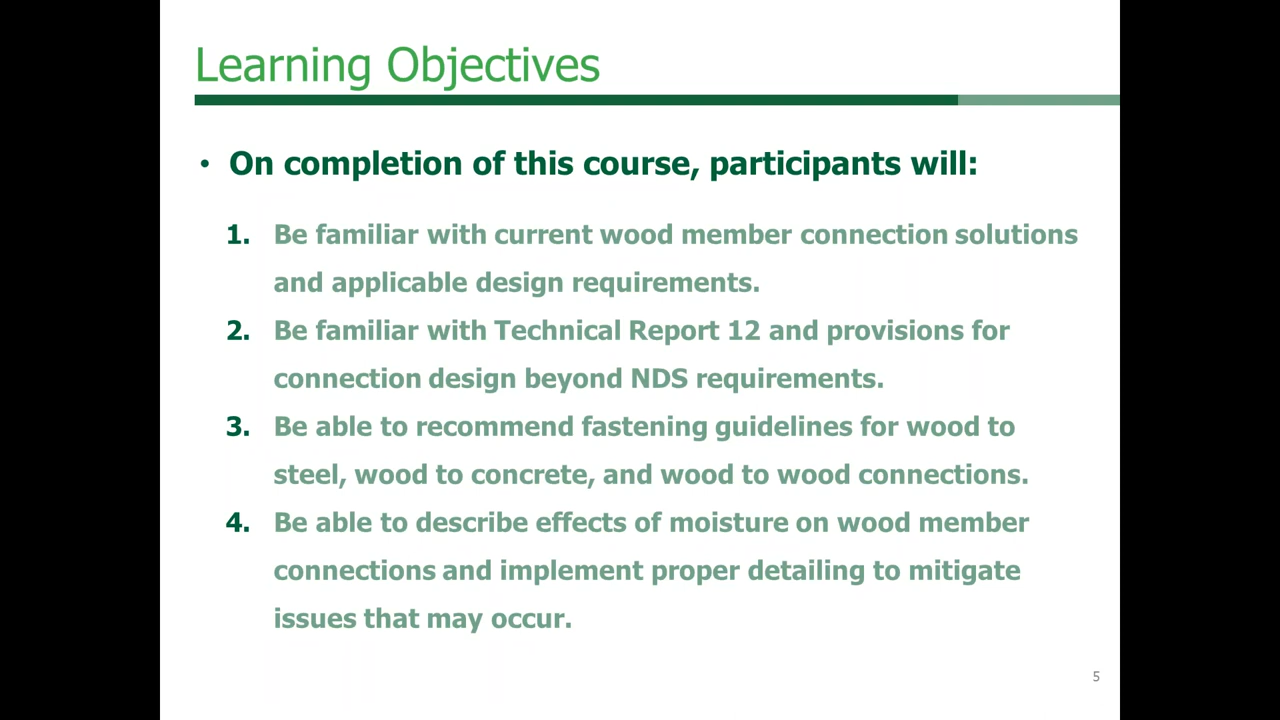 Learning Objectives
• On completion of this course, participants will:
1. Be familiar with current wood member connection solutions
and applicable design requirements.
2. Be familiar with Technical Report 12 and provisions for
connection design beyond NDS requirements.
3. Be able to recommend fastening guidelines for wood to
steel, wood to concrete, and wood to wood connections.
4. Be able to describe effects of moisture on wood member
connections and implement proper detailing to mitigate
issues that may occur.
5